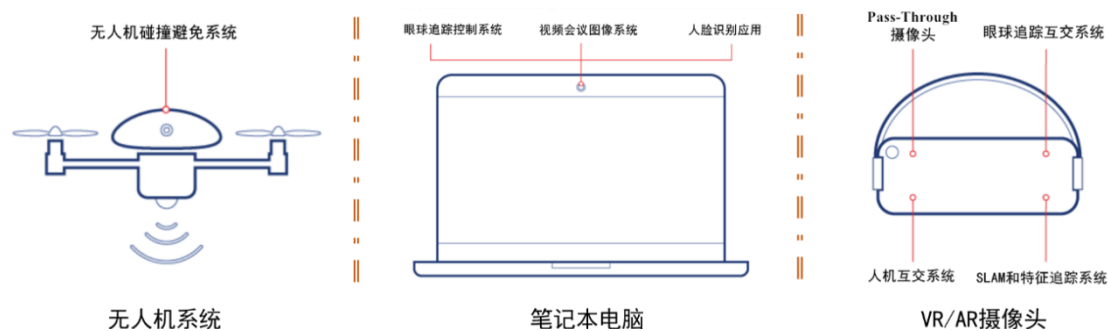 无人机碰撞避免系统
无人机系统
眼球追踪控制系统
视频会议图像系统
人脸识别应用
笔记本电脑
Pass-Through
摄像头
眼球追踪互交系统
人机互交系统
SLAM和特征追踪系统
VR/AR摄像头